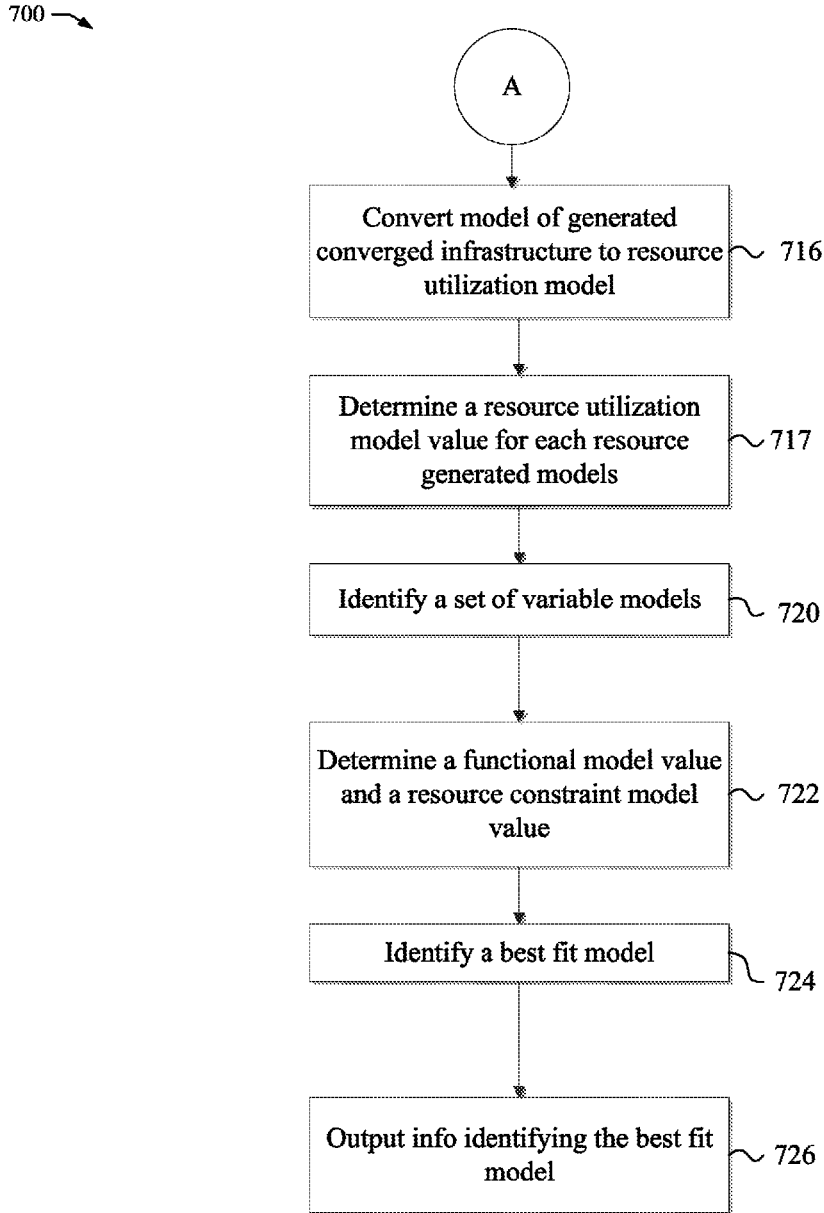 700
A
Convert model of generated
converged infrastructure to resource
utilization model
716
Determine a resource utilization
model value for each resource
generated models
717
Identify a set of variable models
720
Determine a functional model value
and a resource constraint model
value
722
Identify a best fit model
724
Output info identifying the best fit
model
726